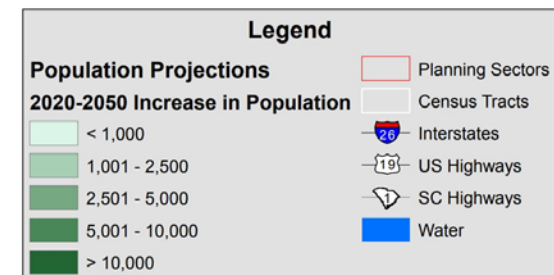 Legend
Population Projections
2020-2050 Increase in Population
< 1,000
1,001 - 2,500
2,501 - 5,000
5,001 - 10,000
> 10,000
Planning Sectors
Census Tracts
26 Interstates
19 US Highways
1 SC Highways
Water